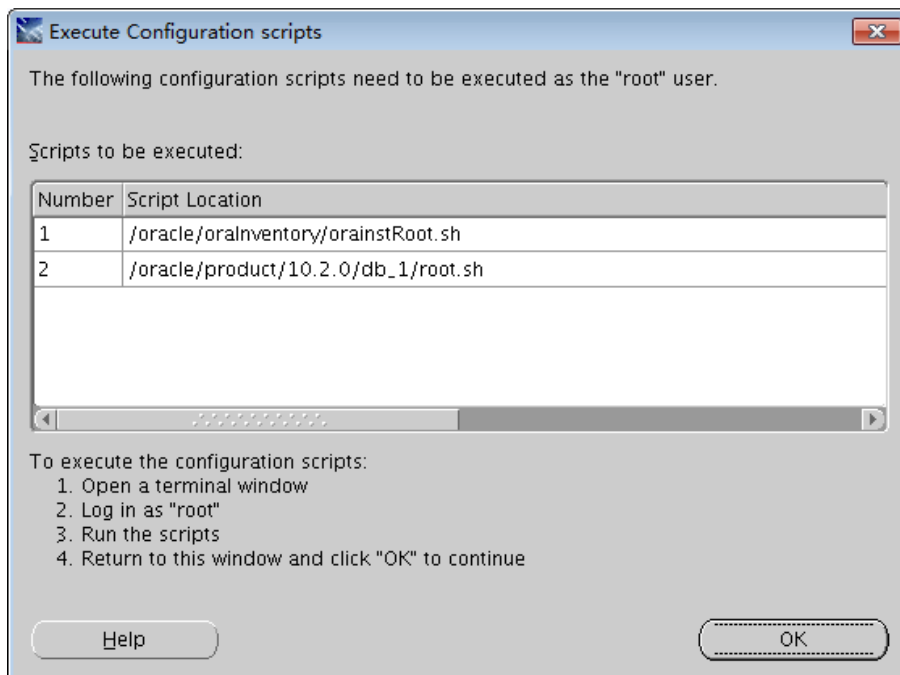 Execute Configuration scripts
The following configuration scripts need to be executed as the "root" user.
Scripts to be executed:
Number Script Location
1 /oracle/oraInventory/orainstRoot.sh
2 /oracle/product/10.2.0/db_1/root.sh
To execute the configuration scripts:
1. Open a terminal window
2. Log in as "root"
3. Run the scripts
4. Return to this window and click "OK" to continue
Help OK